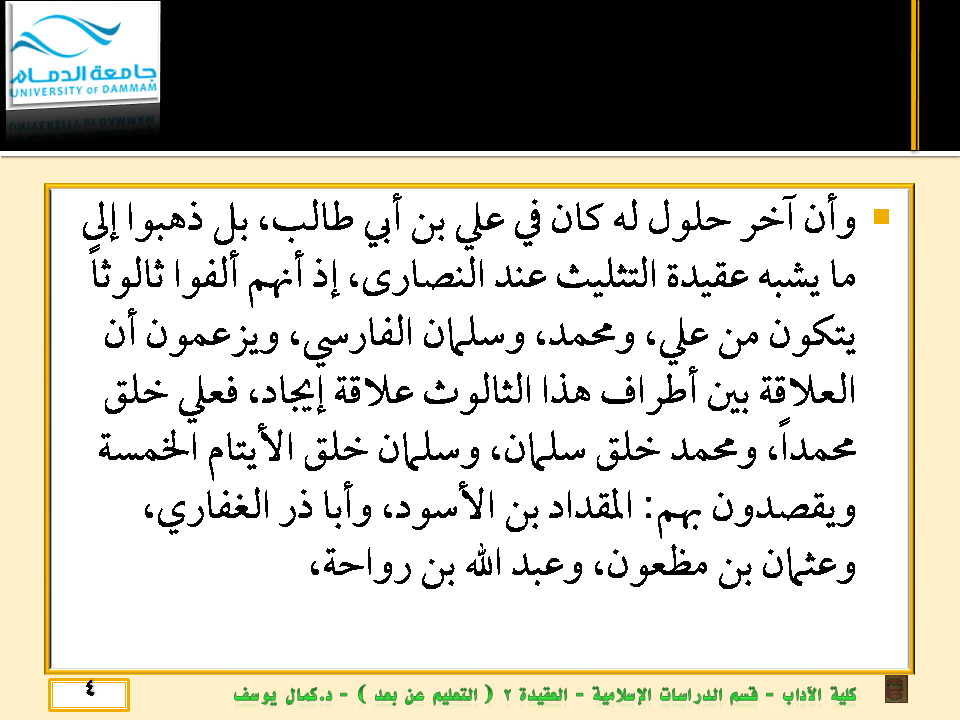 جامعة الدمام
UNIVERSITY OF DAMMAM
وأن آخر حلول له كان في علي بن أبي طالب، بل ذهبوا إلى
ما يشبه عقيدة التثليث عند النصارى، إذ أنهم ألفوا ثالوثاً
يتكون من علي، ومحمد، وسلمان الفارسي، ويزعمون أن
العلاقة بين أطراف هذا الثالوث علاقة إيجاد، فعلي خلق
محمداً، ومحمد خلق سلمان، وسلمان خلق الأيتام الخمسة
ويقصدون بهم: المقداد بن الأسود، وأبا ذر الغفاري،
وعثمان بن مظعون، وعبد الله بن رواحة،
كلية الآداب - قسم الدراسات الإسلامية - العقيدة ٢ ( التعليم عن بعد ) - د.كمال يوسف
٤